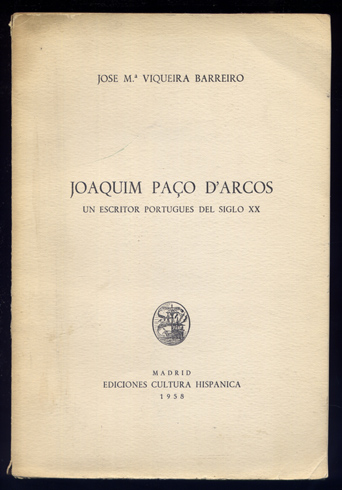 JOSE M.ª VIQUEIRA BARREIRO
JOAQUIM PAÇO D'ARCOS
UN ESCRITOR PORTUGUES DEL SIGLO XX
MADRID
EDICIONES CULTURA HISPANICA
1958